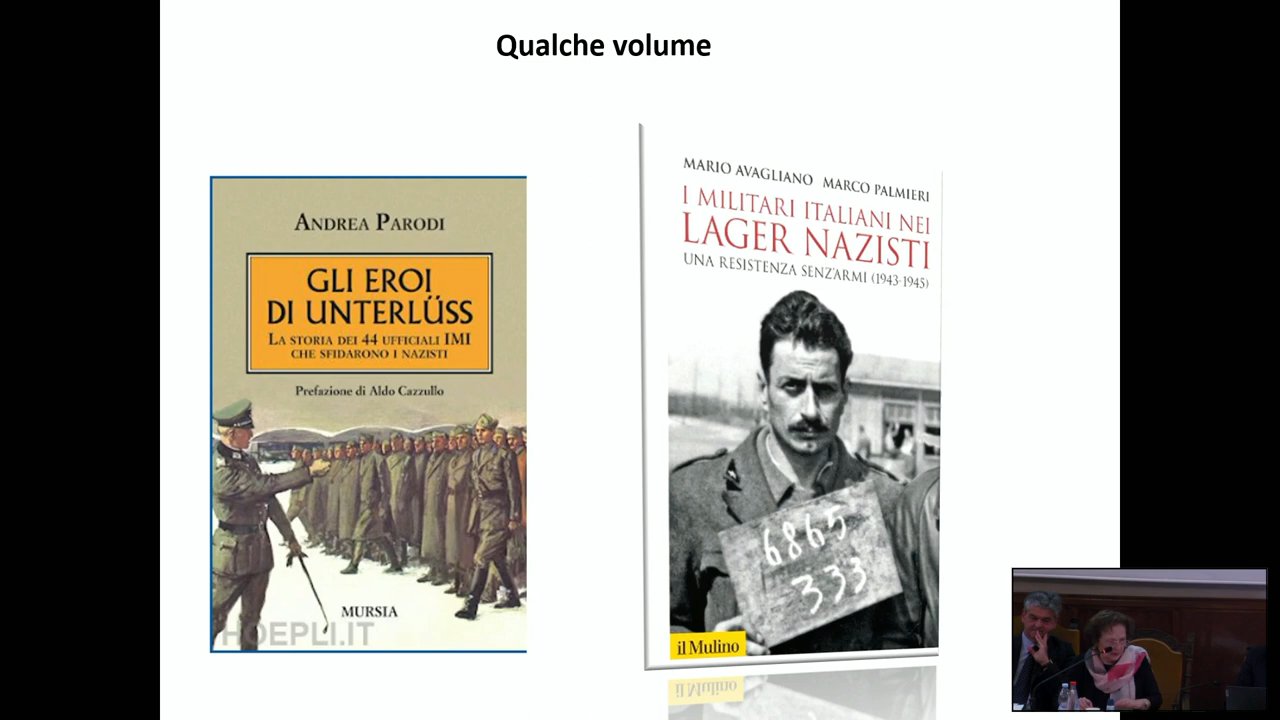 Qualche volume
ANDREA PARODI
GLI EROI
DI UNTERLÜSS
LA STORIA DEI 44 UFFICIALI IMI
CHE SFIDARONO I NAZISTI
Prefazione di Aldo Cazzullo
MURSIA
HOEPLI.IT
MARIO AVAGLIANO MARCO PALMIERI
I MILITARI ITALIANI NEI
LAGER NAZISTI
UNA RESISTENZA SENZ'ARMI (1943-1945)
6865
333
il Mulino
il Mulino